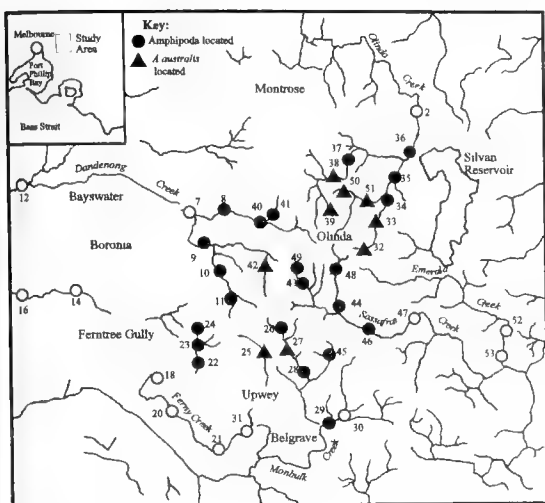 Key:
Amphipoda located
A australis
located
Melbourne
Study
Area
Port
Phillip
Bay
Bass Strait
Olinda
Creek
Montrose
2
36
37
38
35
Silvan
Reservoir
50
51
34
39
33
32
Dandenong
Creek
12
Bayswater
7
8
40
41
Olinda
Boronia
9
10
11
42
49
43
48
44
Emerald
Creek
16
14
Sassafras
Creek
47
46
52
53
Ferntree Gully
24
23
22
26
25
27
28
45
18
20
Ferny Creek
21
31
Upwey
29
30
Belgrave
Monbulk
Creek